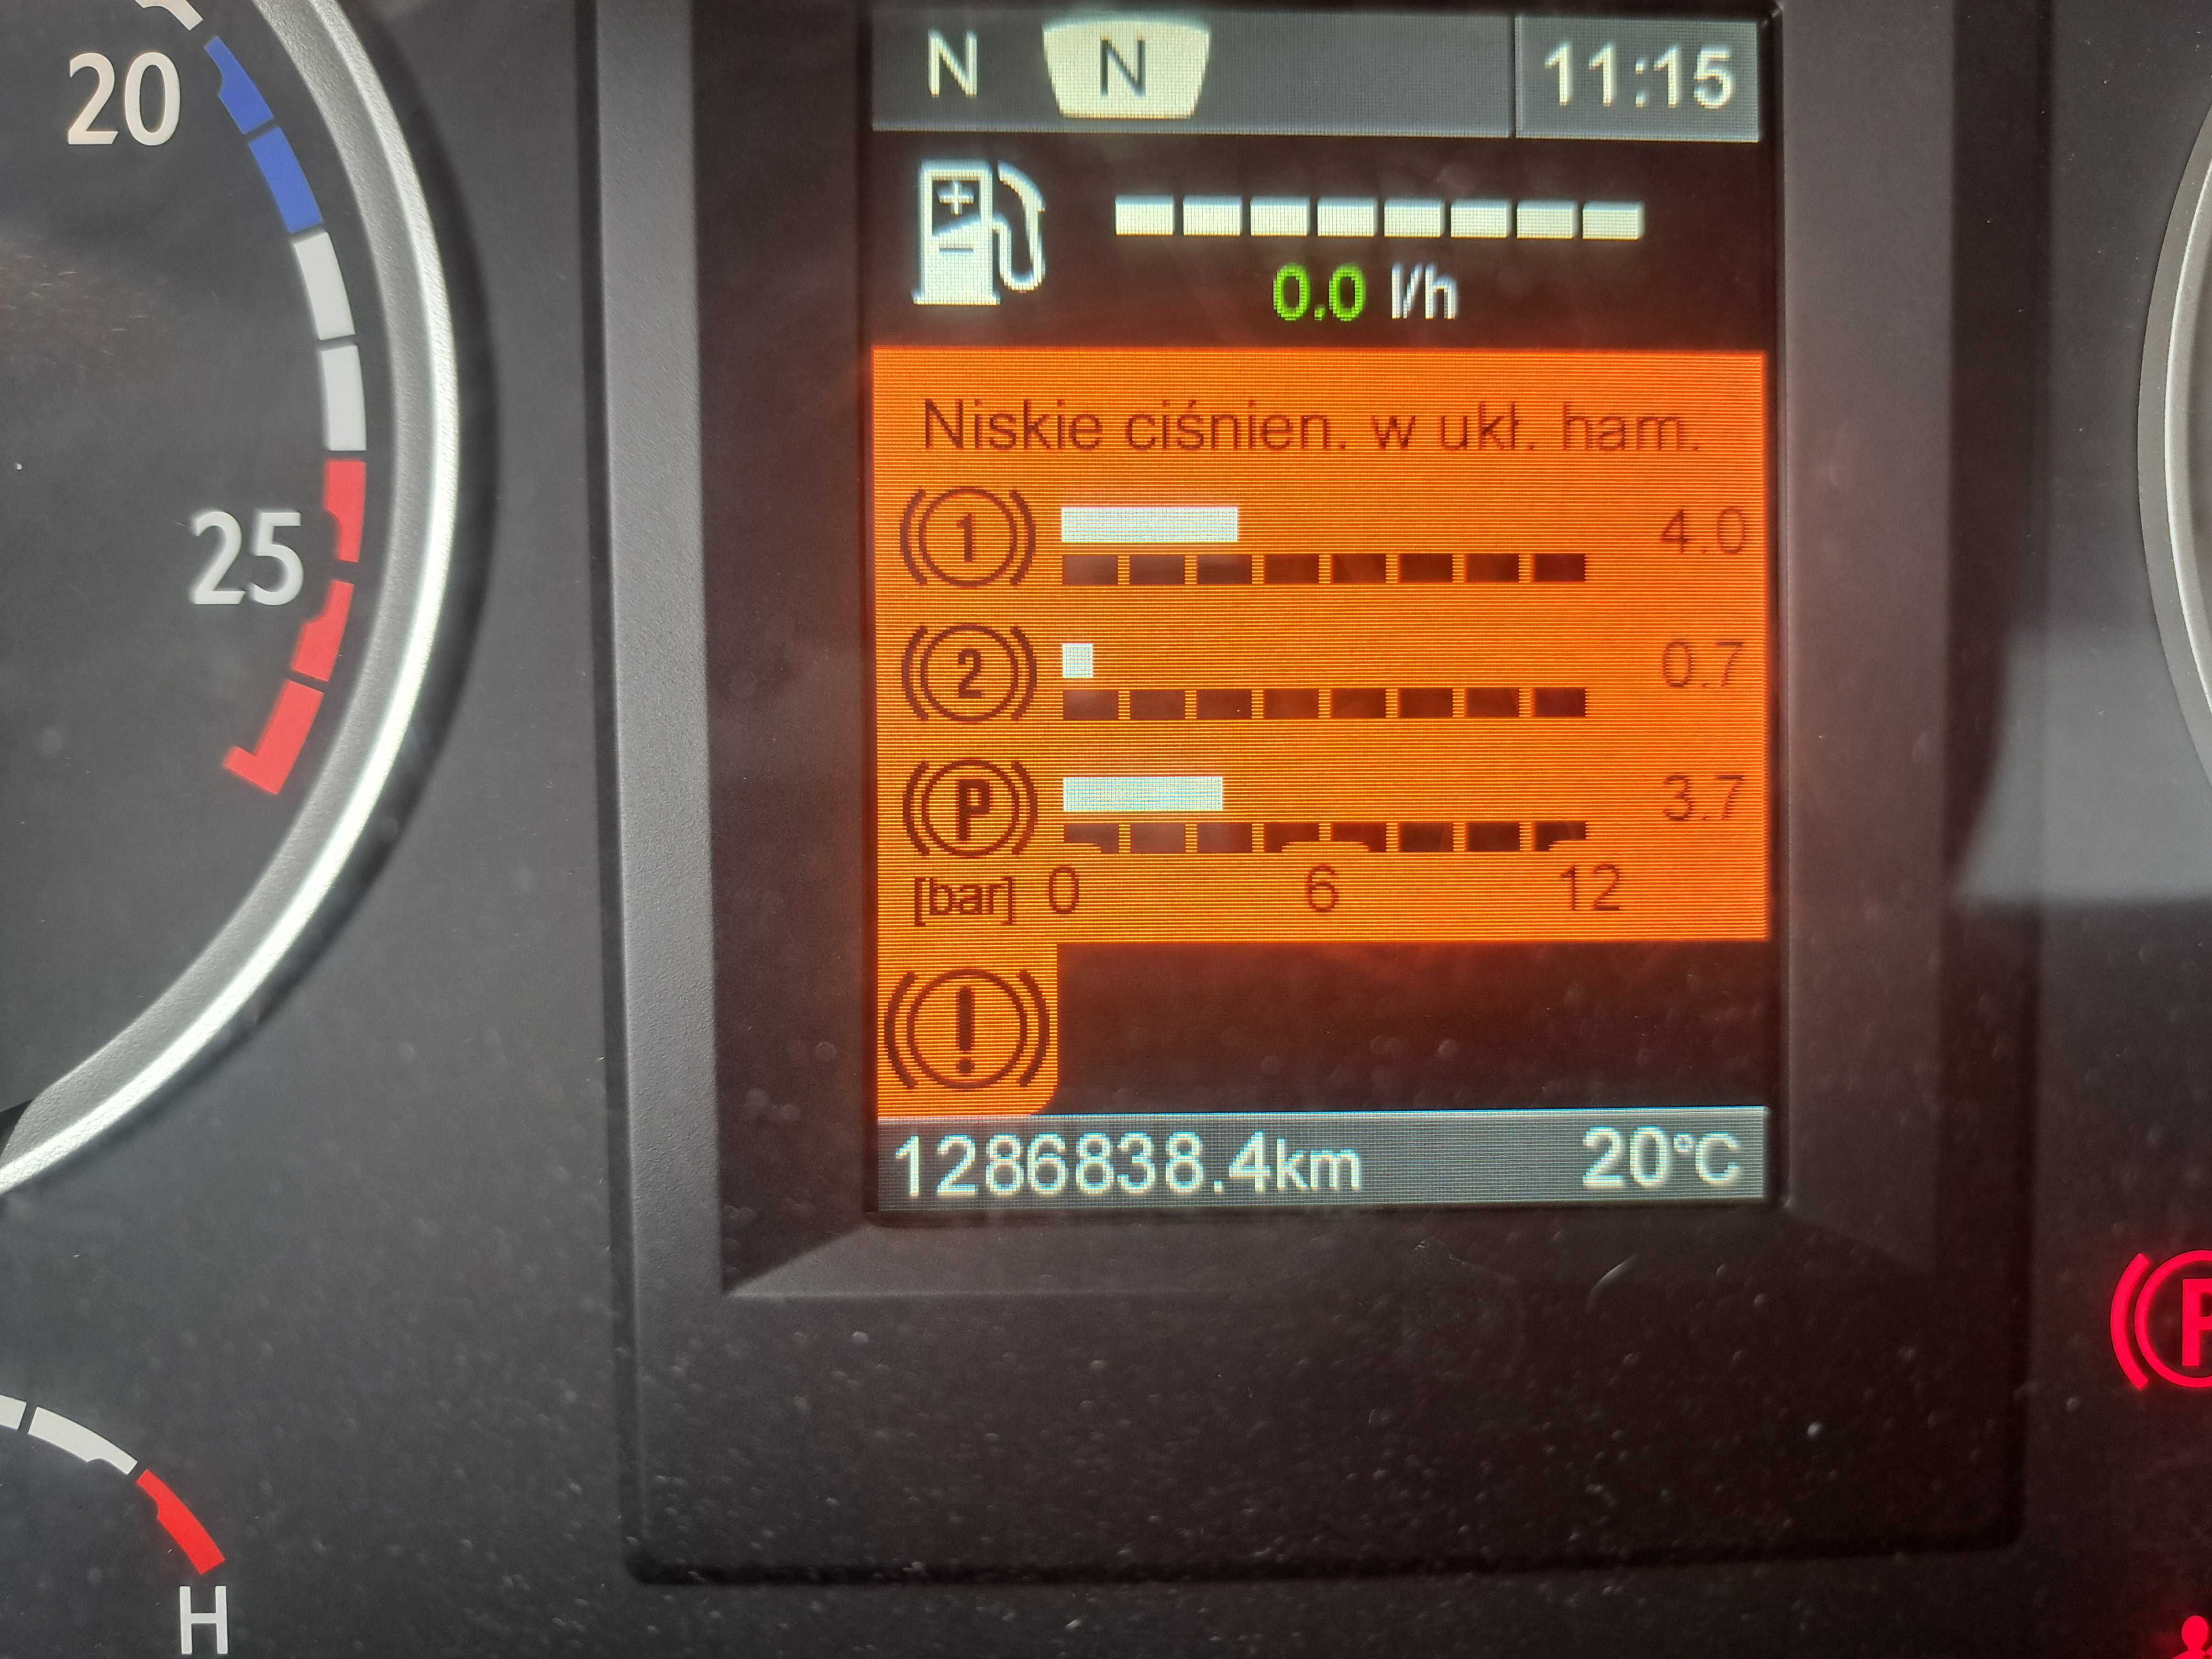 20
25
H
N N 11:15
0.0 l/h
Niskie ciśnien. w ukł. ham.
1 4.0
2 0.7
P 3.7
[bar] 0 6 12
!
1286838.4km 20°C
P